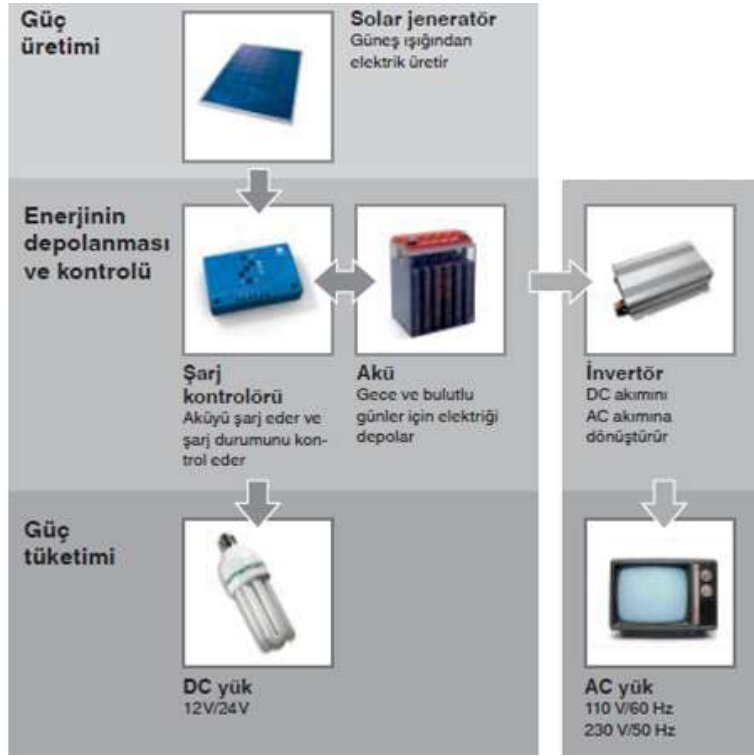 Güç
üretimi
Solar jeneratör
Güneş ışığından
elektrik üretir
Enerjinin
depolanması
ve kontrolü
Şarj
kontrolörü
Aküyü şarj eder ve
şarj durumunu kon-
trol eder
Akü
Gece ve bulutlu
günler için elektriği
depolar
İnvertör
DC akımını
AC akımına
dönüştürür
Güç
tüketimi
DC yük
12V/24V
AC yük
110 V/60 Hz
230 V/50 Hz